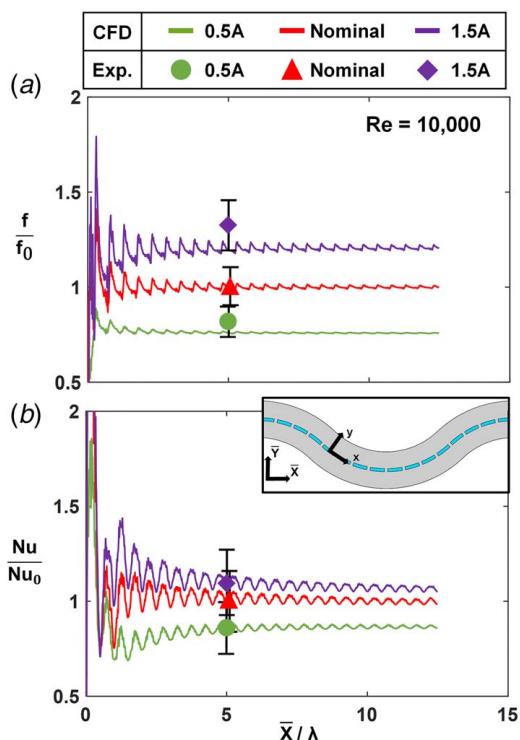 CFD 0.5A Nominal 1.5A
Exp. 0.5A Nominal 1.5A
(a)
2
Re = 10,000
1.5
f
f0
1
0.5
(b)
2
y
x
Y
X
1.5
Nu
Nu0
1
0.5
0 5 10 15
X / λ